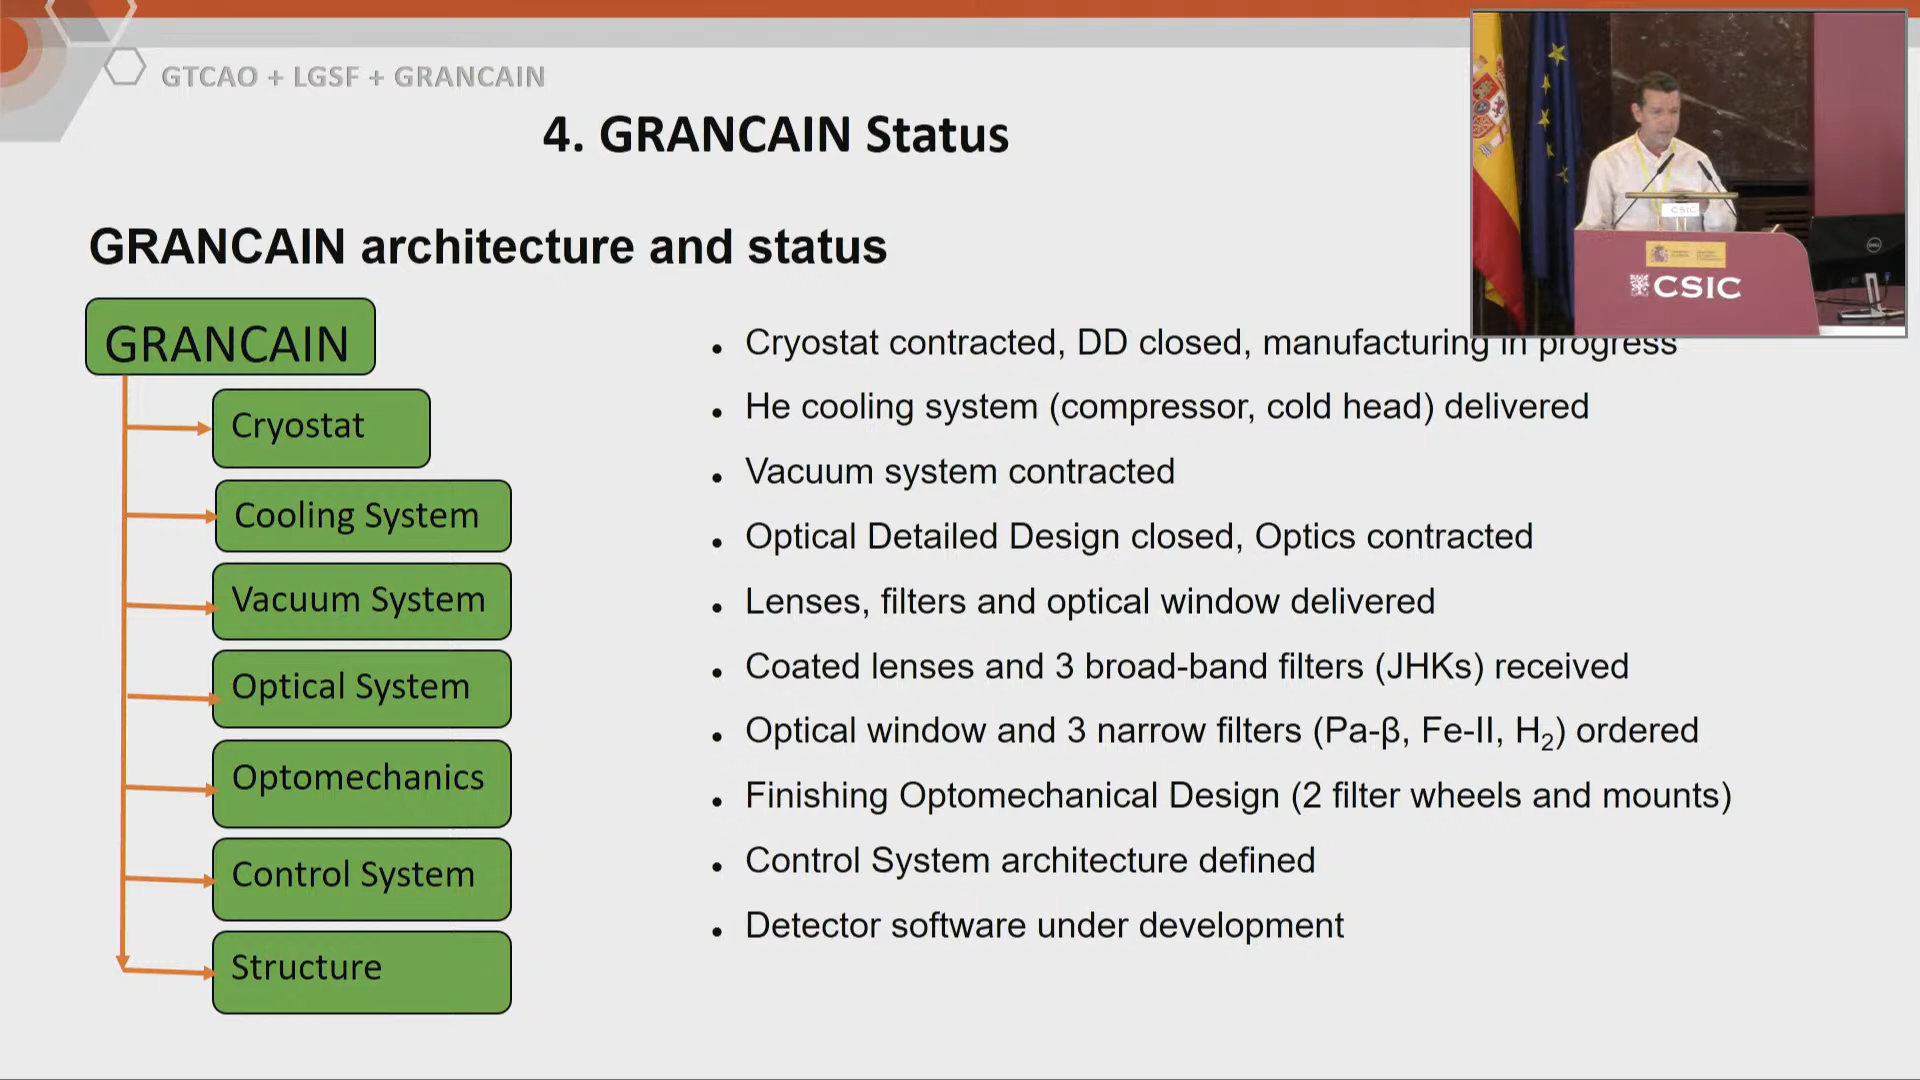 GTCAO + LGSF + GRANCAIN
4. GRANCAIN Status
GRANCAIN architecture and status
GRANCAIN
Cryostat
Cooling System
Vacuum System
Optical System
Optomechanics
Control System
Structure
• Cryostat contracted, DD closed, manufacturing in progress
• He cooling system (compressor, cold head) delivered
• Vacuum system contracted
• Optical Detailed Design closed, Optics contracted
• Lenses, filters and optical window delivered
• Coated lenses and 3 broad-band filters (JHKs) received
• Optical window and 3 narrow filters (Pa-β, Fe-II, H₂) ordered
• Finishing Optomechanical Design (2 filter wheels and mounts)
• Control System architecture defined
• Detector software under development
CSIC
CSIC
DELL